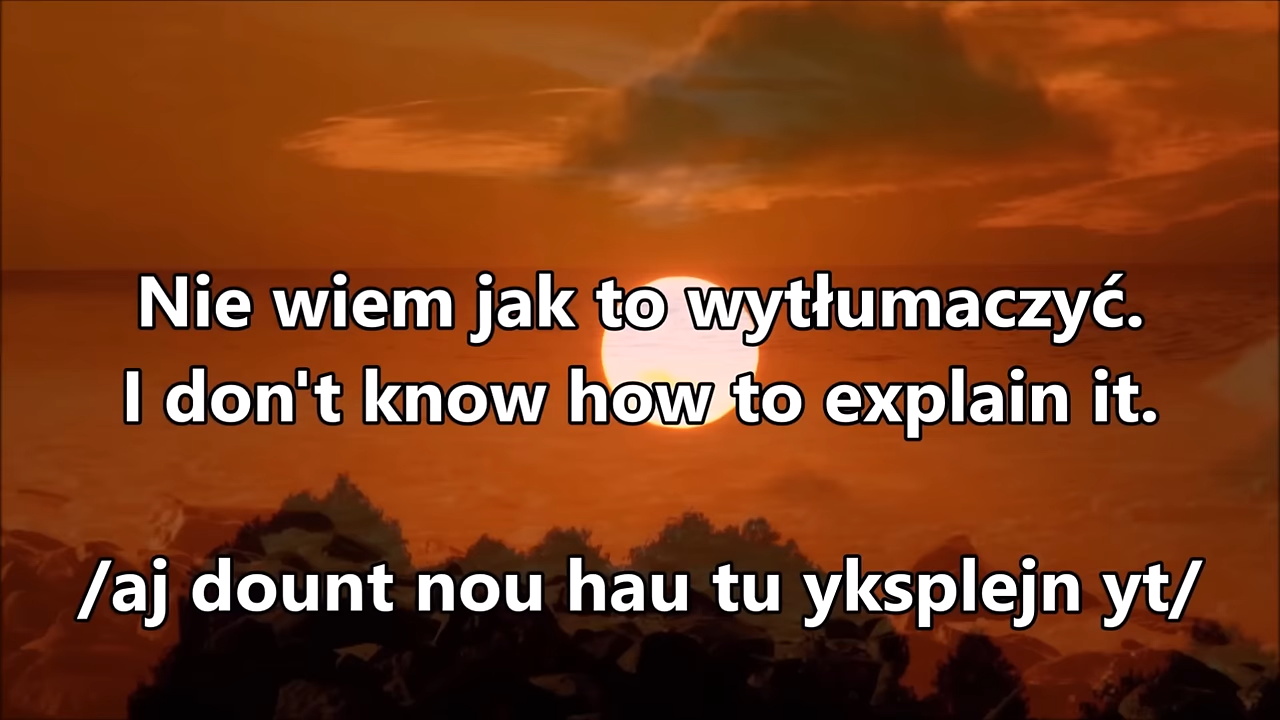 Nie wiem jak to wytłumaczyć.
I don't know how to explain it.
/aj dount nou hau tu yksplejn yt/